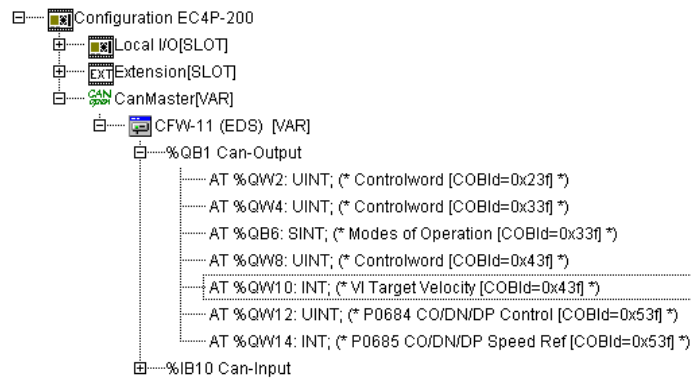 Configuration EC4P-200
Local I/O[SLOT]
EXT Extension[SLOT]
CAN open CanMaster[VAR]
CFW-11 (EDS) [VAR]
%QB1 Can-Output
AT %QW2: UINT; (* Controlword [COBId=0x23f] *)
AT %QW4: UINT; (* Controlword [COBId=0x33f] *)
AT %QB6: SINT; (* Modes of Operation [COBId=0x33f] *)
AT %QW8: UINT; (* Controlword [COBId=0x43f] *)
AT %QW10: INT; (* Vl Target Velocity [COBId=0x43f] *)
AT %QW12: UINT; (* P0684 CO/DN/DP Control [COBId=0x53f] *)
AT %QW14: INT; (* P0685 CO/DN/DP Speed Ref [COBId=0x53f] *)
%IB10 Can-Input